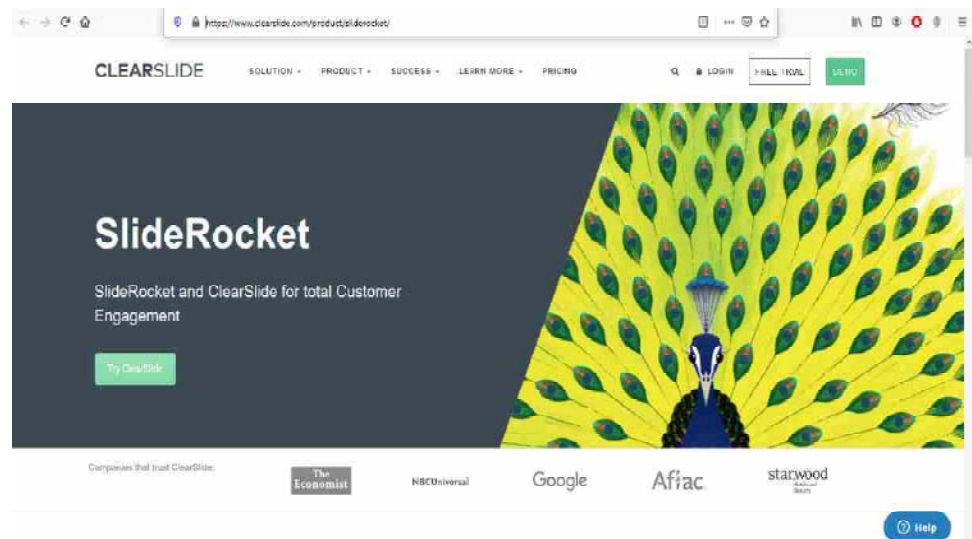 https://www.clearslide.com/product/sliderocket/
CLEARSLIDE
SOLUTION
PRODUCT
SUCCESS
LEARN MORE
PRICING
LOGIN
FREE TRIAL
DEMO
SlideRocket
SlideRocket and ClearSlide for total Customer
Engagement
Try ClearSlide
Companies that trust ClearSlide:
The
Economist
NBCUniversal
Google
Aflac
starwood
Help